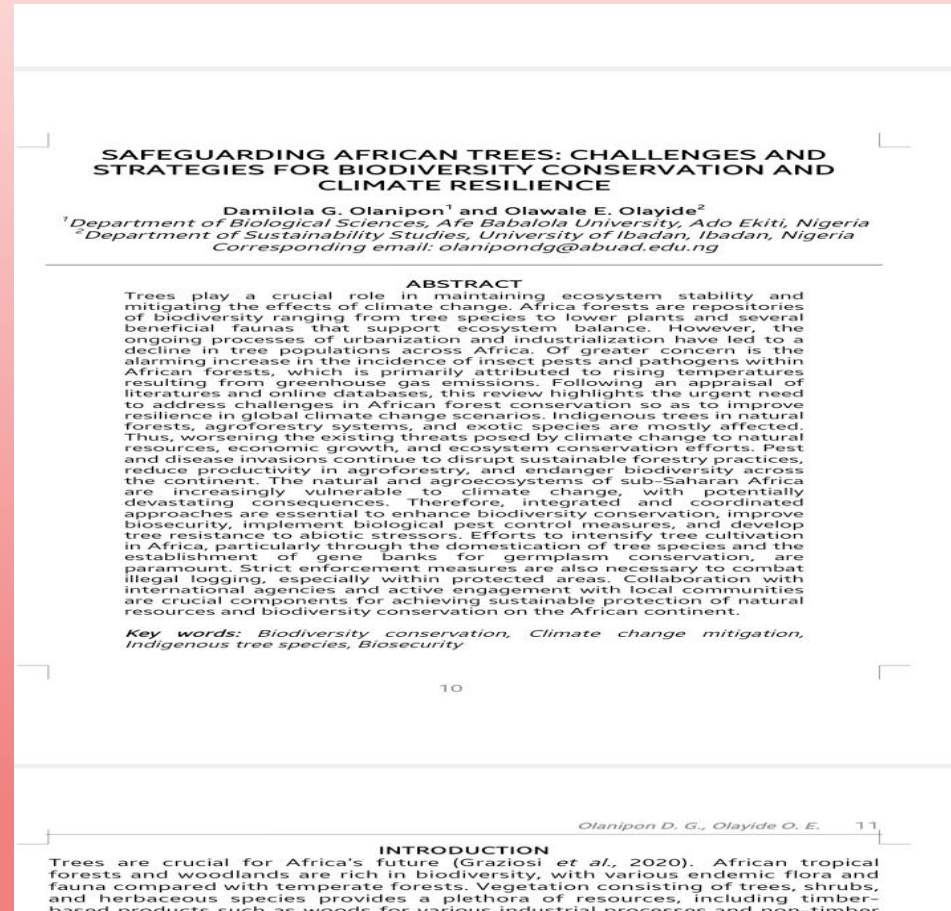 SAFEGUARDING AFRICAN TREES: CHALLENGES AND
STRATEGIES FOR BIODIVERSITY CONSERVATION AND
CLIMATE RESILIENCE
Damilola G. Olanipon¹ and Olawale E. Olayide²
¹Department of Biological Sciences, Afe Babalola University, Ado Ekiti, Nigeria
²Department of Sustainability Studies, University of Ibadan, Ibadan, Nigeria
Corresponding email: olanipondg@abuad.edu.ng
ABSTRACT
Trees play a crucial role in maintaining ecosystem stability and
mitigating the effects of climate change. Africa forests are repositories
of biodiversity ranging from tree species to lower plants and several
beneficial faunas that support ecosystem balance. However, the
ongoing processes of urbanization and industrialization have led to a
decline in tree populations across Africa. Of greater concern is the
alarming increase in the incidence of insect pests and pathogens within
African forests, which is primarily attributed to rising temperatures
resulting from greenhouse gas emissions. Following an appraisal of
literatures and online databases, this review highlights the urgent need
to address challenges in African forest conservation so as to improve
resilience in global climate change scenarios. Indigenous trees in natural
forests, agroforestry systems, and exotic species are mostly affected.
Thus, worsening the existing threats posed by climate change to natural
resources, economic growth, and ecosystem conservation efforts. Pest
and disease invasions continue to disrupt sustainable forestry practices,
reduce productivity in agroforestry, and endanger biodiversity across
the continent. The natural and agroecosystems of sub-Saharan Africa
are increasingly vulnerable to climate change, with potentially
devastating consequences. Therefore, integrated and coordinated
approaches are essential to enhance biodiversity conservation, improve
biosecurity, implement biological pest control measures, and develop
tree resistance to abiotic stressors. Efforts to intensify tree cultivation
in Africa, particularly through the domestication of tree species and the
establishment of gene banks for germplasm conservation, are
paramount. Strict enforcement measures are also necessary to combat
illegal logging, especially within protected areas. Collaboration with
international agencies and active engagement with local communities
are crucial components for achieving sustainable protection of natural
resources and biodiversity conservation on the African continent.
Key words: Biodiversity conservation, Climate change mitigation,
Indigenous tree species, Biosecurity
10
Olanipon D. G., Olayide O. E. 11
INTRODUCTION
Trees are crucial for Africa's future (Graziosi et al., 2020). African tropical
forests and woodlands are rich in biodiversity, with various endemic flora and
fauna compared with temperate forests. Vegetation consisting of trees, shrubs,
and herbaceous species provides a plethora of resources, including timber-
based products such as woods for various industrial processes and non-timber